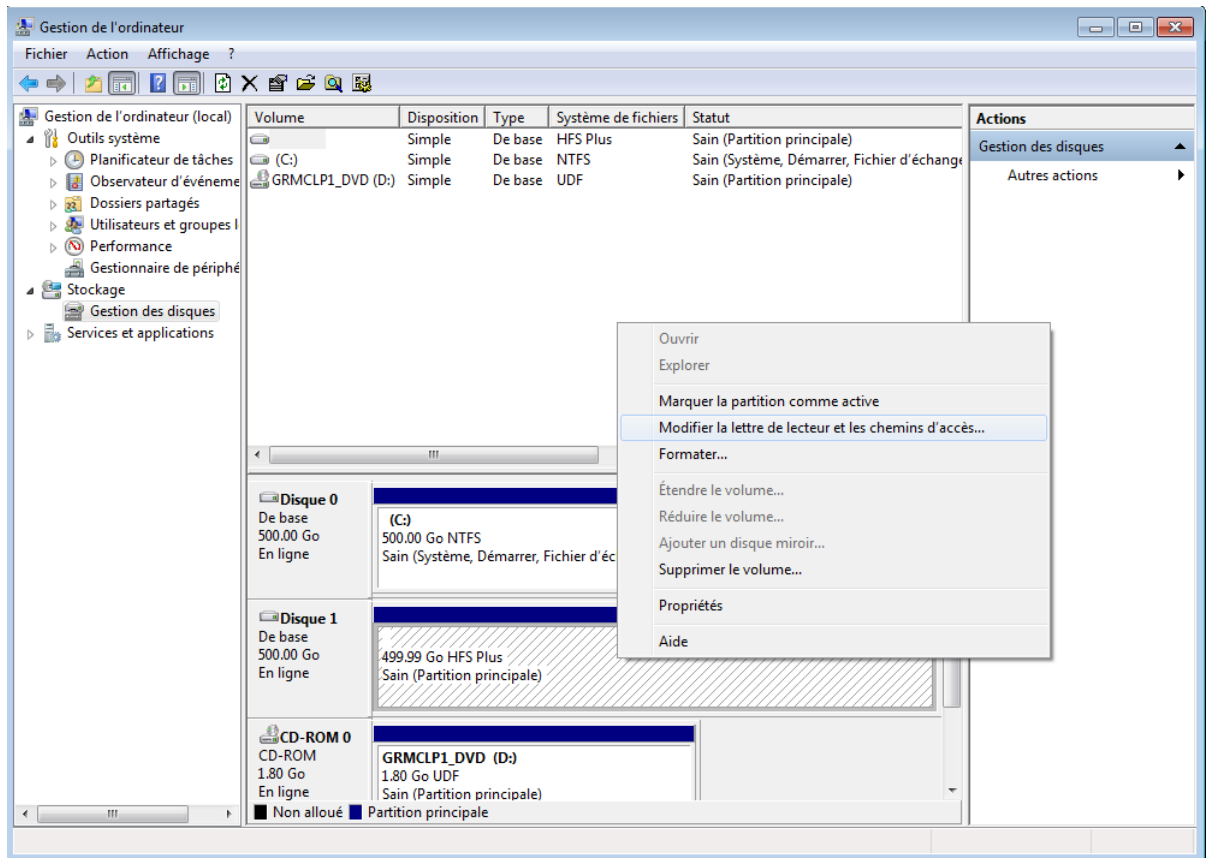 Gestion de l'ordinateur
Fichier Action Affichage ?
Gestion de l'ordinateur (local)
Outils système
Planificateur de tâches
Observateur d'événeme
Dossiers partagés
Utilisateurs et groupes l
Performance
Gestionnaire de périphé
Stockage
Gestion des disques
Services et applications
Volume Disposition Type Système de fichiers Statut
Simple De base HFS Plus Sain (Partition principale)
(C:) Simple De base NTFS Sain (Système, Démarrer, Fichier d'échange
GRMCLP1_DVD (D:) Simple De base UDF Sain (Partition principale)
Actions
Gestion des disques
Autres actions
Ouvrir
Explorer
Marquer la partition comme active
Modifier la lettre de lecteur et les chemins d'accès...
Formater...
Étendre le volume...
Réduire le volume...
Ajouter un disque miroir...
Supprimer le volume...
Propriétés
Aide
Disque 0
De base
500.00 Go
En ligne
(C:)
500.00 Go NTFS
Sain (Système, Démarrer, Fichier d'éc
Disque 1
De base
500.00 Go
En ligne
499.99 Go HFS Plus
Sain (Partition principale)
CD-ROM 0
CD-ROM
1.80 Go
En ligne
GRMCLP1_DVD (D:)
1.80 Go UDF
Sain (Partition principale)
Non alloué Partition principale